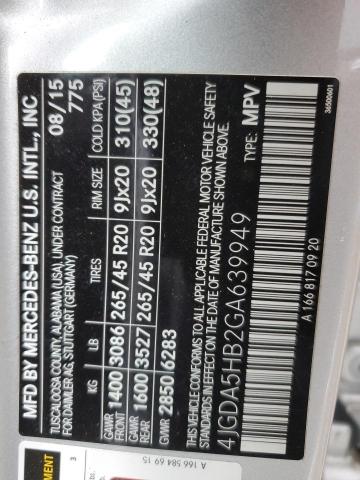 MFD BY MERCEDES-BENZ U.S. INTL., INC
TUSCALOOSA COUNTY, ALABAMA (USA), UNDER CONTRACT 08/15
FOR DAIMLER AG, STUTTGART (GERMANY) 775
KG LB TIRES RIM SIZE COLD KPA (PSI)
GAWR FRONT 1400 3086 265/45 R20 9Jx20 310(45)
GAWR REAR 1600 3527 265/45 R20 9Jx20 330(48)
GVWR 2850 6283
THIS VEHICLE CONFORMS TO ALL APPLICABLE FEDERAL MOTOR VEHICLE SAFETY
STANDARDS IN EFFECT ON THE DATE OF MANUFACTURE SHOWN ABOVE.
4JGDA5HB2GA639949 TYPE: MPV
A 166 817 09 20
36500601
3
A 166 584 69 15